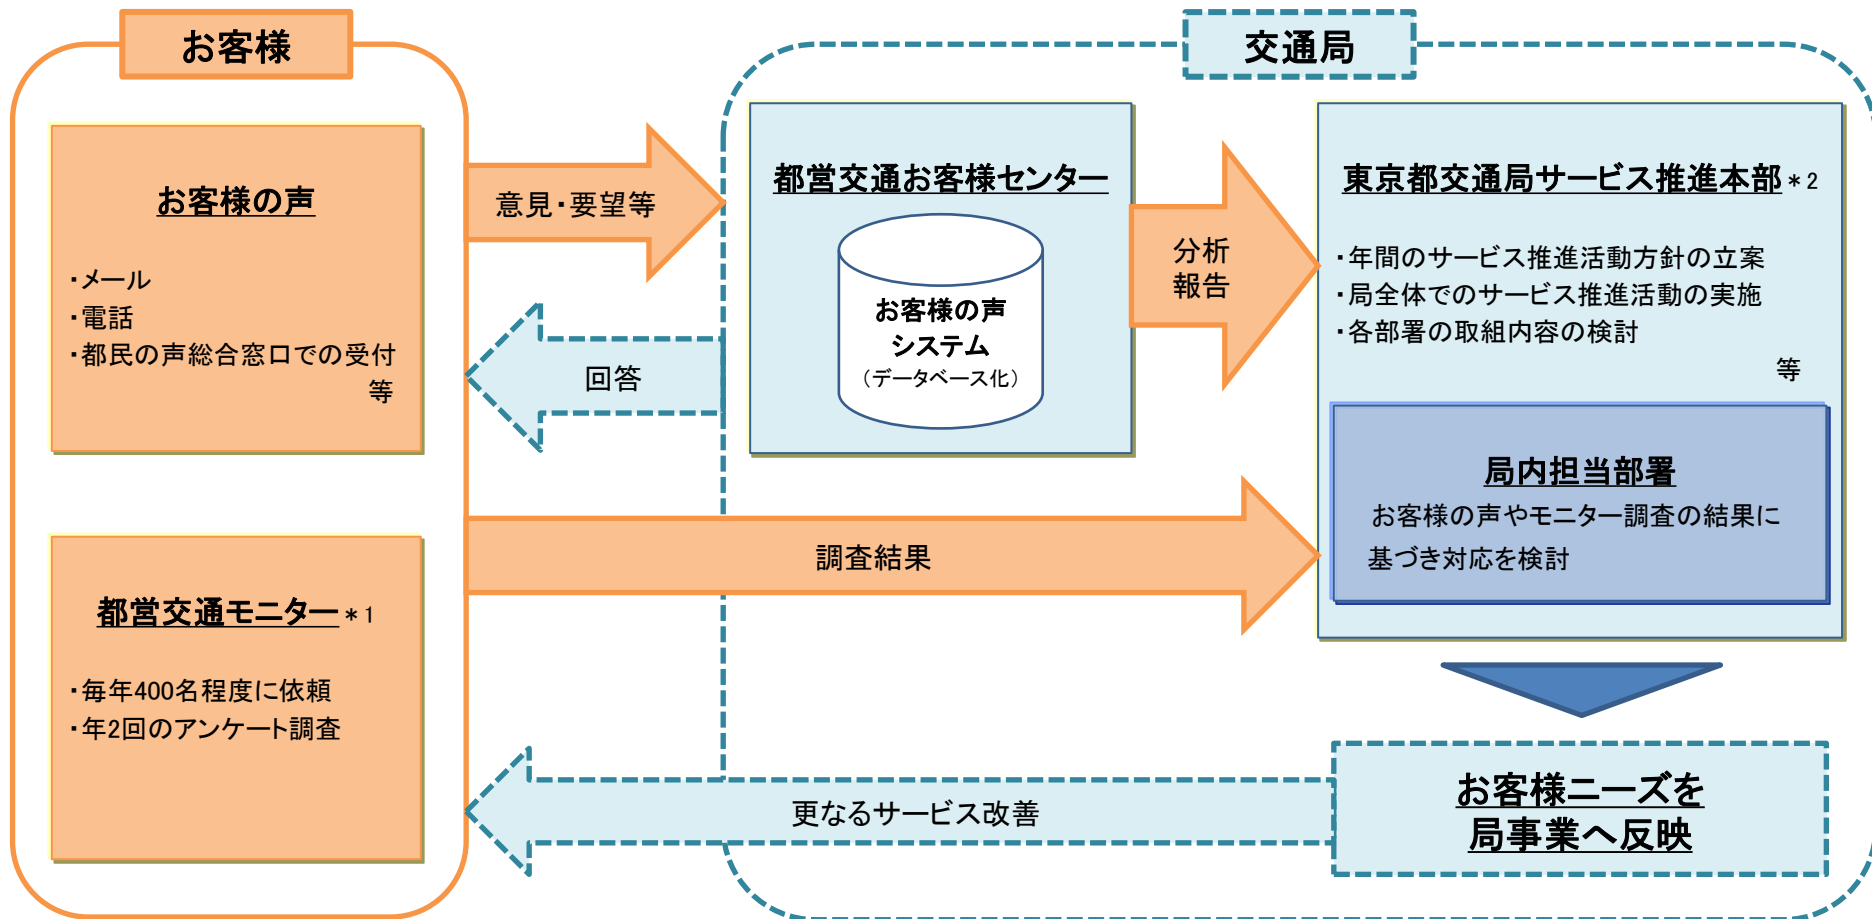 お客様
お客様の声
・メール
・電話
・都民の声総合窓口での受付
等
都営交通モニター*1
・毎年400名程度に依頼
・年2回のアンケート調査
意見・要望等
回答
調査結果
更なるサービス改善
交通局
都営交通お客様センター
お客様の声
システム
（データベース化）
分析
報告
東京都交通局サービス推進本部*2
・年間のサービス推進活動方針の立案
・局全体でのサービス推進活動の実施
・各部署の取組内容の検討
等
局内担当部署
お客様の声やモニター調査の結果に
基づき対応を検討
お客様ニーズを
局事業へ反映